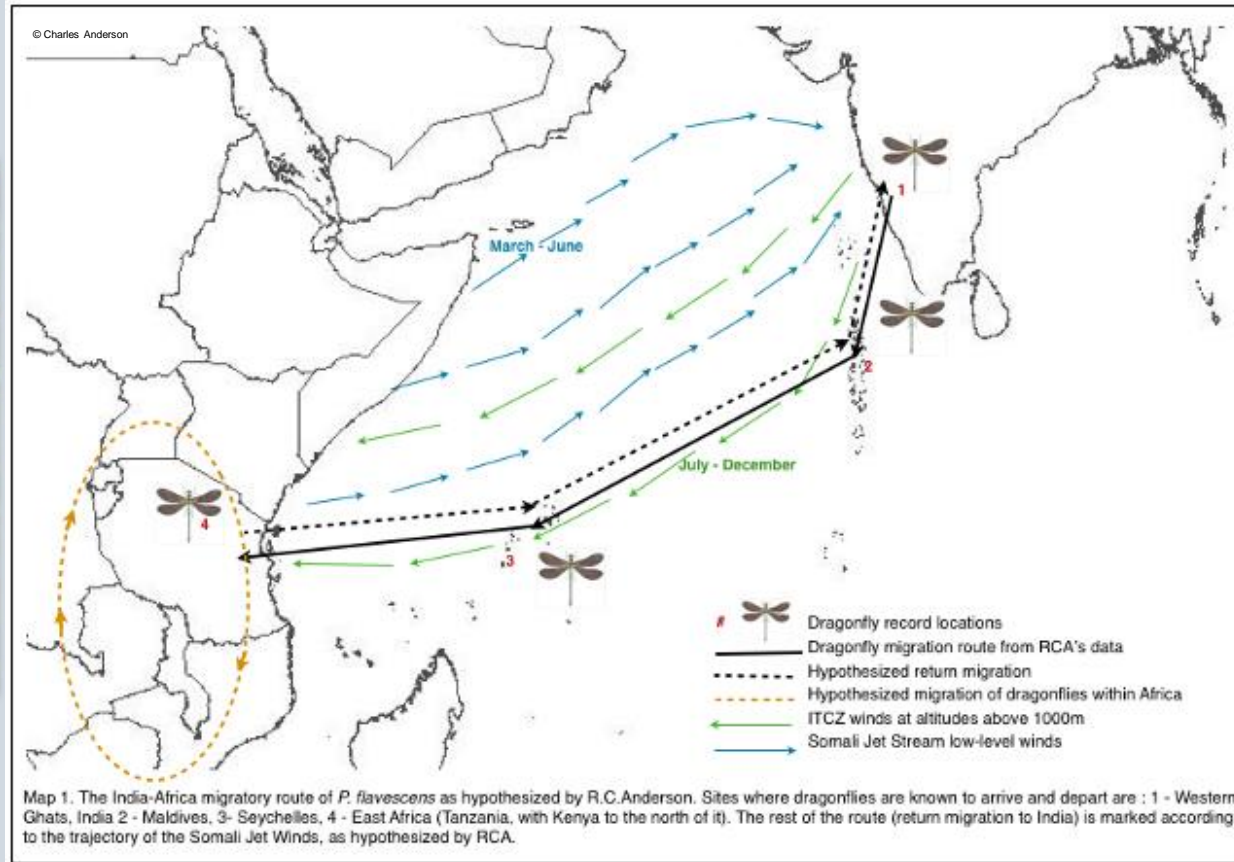 © Charles Anderson
1
March - June
2
July - December
4
3
# Dragonfly record locations
Dragonfly migration route from RCA's data
Hypothesized return migration
Hypothesized migration of dragonflies within Africa
ITCZ winds at altitudes above 1000m
Somali Jet Stream low-level winds
Map 1. The India-Africa migratory route of P. flavescens as hypothesized by R.C.Anderson. Sites where dragonflies are known to arrive and depart are : 1 - Western
Ghats, India 2 - Maldives, 3- Seychelles, 4 - East Africa (Tanzania, with Kenya to the north of it). The rest of the route (return migration to India) is marked according
to the trajectory of the Somali Jet Winds, as hypothesized by RCA.